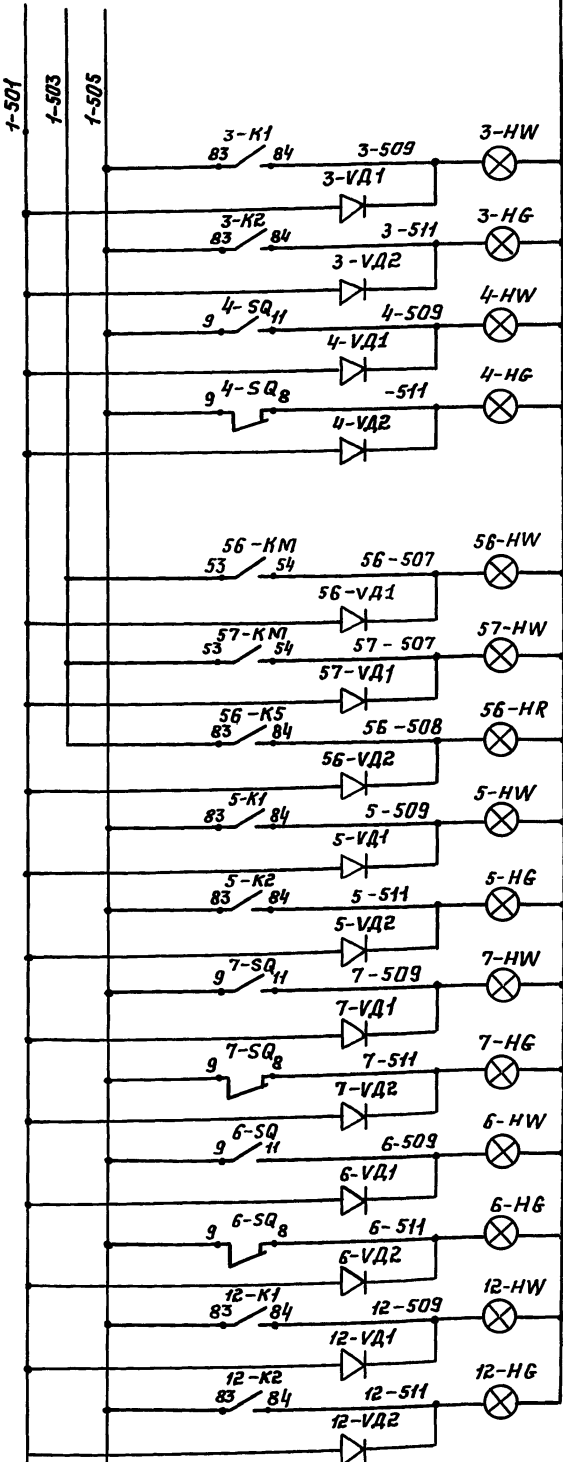 1-501
1-503
1-505
3-K1
83 84 3-509 3-HW
3-VД1
3-K2
83 84 3-511 3-HG
3-VД2
4-SQ
9 11 4-509 4-HW
4-VД1
4-SQ
9 8 -511 4-HG
4-VД2
56-KM
53 54 56-507 56-HW
56-VД1
57-KM
53 54 57-507 57-HW
57-VД1
56-K5
83 84 56-508 56-HR
56-VД2
5-K1
83 84 5-509 5-HW
5-VД1
5-K2
83 84 5-511 5-HG
5-VД2
7-SQ
9 11 7-509 7-HW
7-VД1
7-SQ
9 8 7-511 7-HG
7-VД2
6-SQ
9 11 6-509 6-HW
6-VД1
6-SQ
9 8 6-511 6-HG
6-VД2
12-K1
83 84 12-509 12-HW
12-VД1
12-K2
83 84 12-511 12-HG
12-VД2